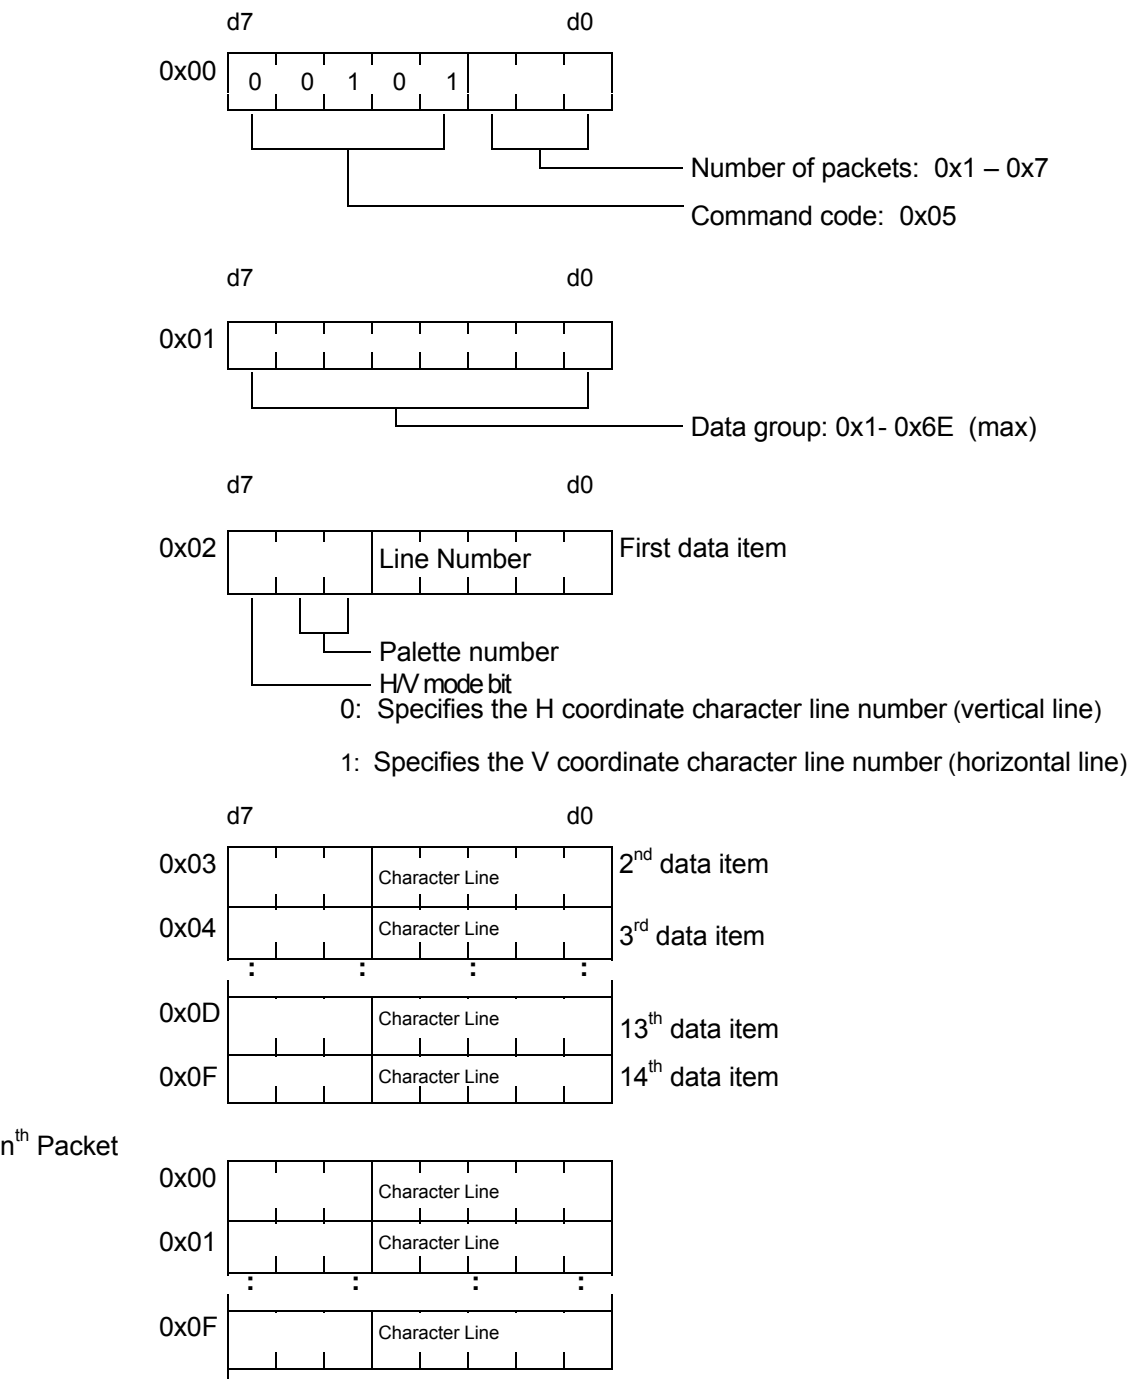 d7 d0
0x00 0 0 1 0 1
Number of packets: 0x1 – 0x7
Command code: 0x05
d7 d0
0x01
Data group: 0x1- 0x6E (max)
d7 d0
0x02 Line Number First data item
Palette number
H/V mode bit
0: Specifies the H coordinate character line number (vertical line)
1: Specifies the V coordinate character line number (horizontal line)
d7 d0
0x03 Character Line 2nd data item
0x04 Character Line 3rd data item
: : : :
0x0D Character Line 13th data item
0x0F Character Line 14th data item
nth Packet
0x00 Character Line
0x01 Character Line
: : : :
0x0F Character Line